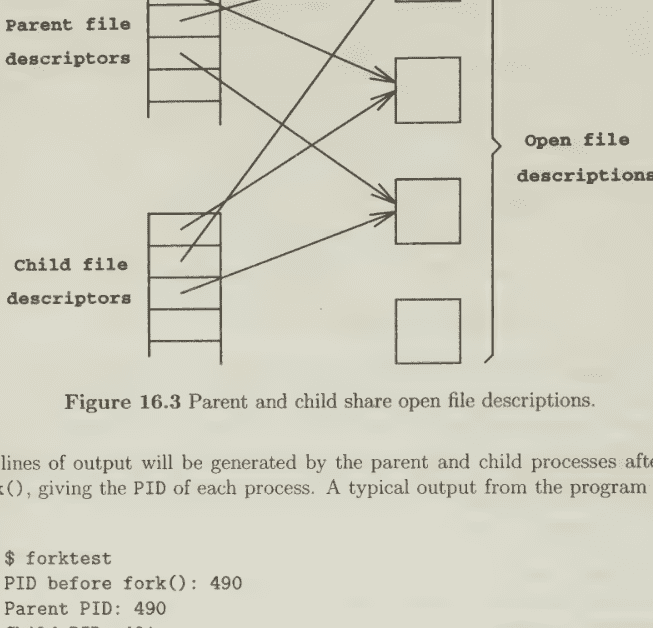 Parent file
descriptors
Open file
descriptions
Child file
descriptors
Figure 16.3 Parent and child share open file descriptions.
lines of output will be generated by the parent and child processes afte
k(), giving the PID of each process. A typical output from the program
$ forktest
PID before fork(): 490
Parent PID: 490